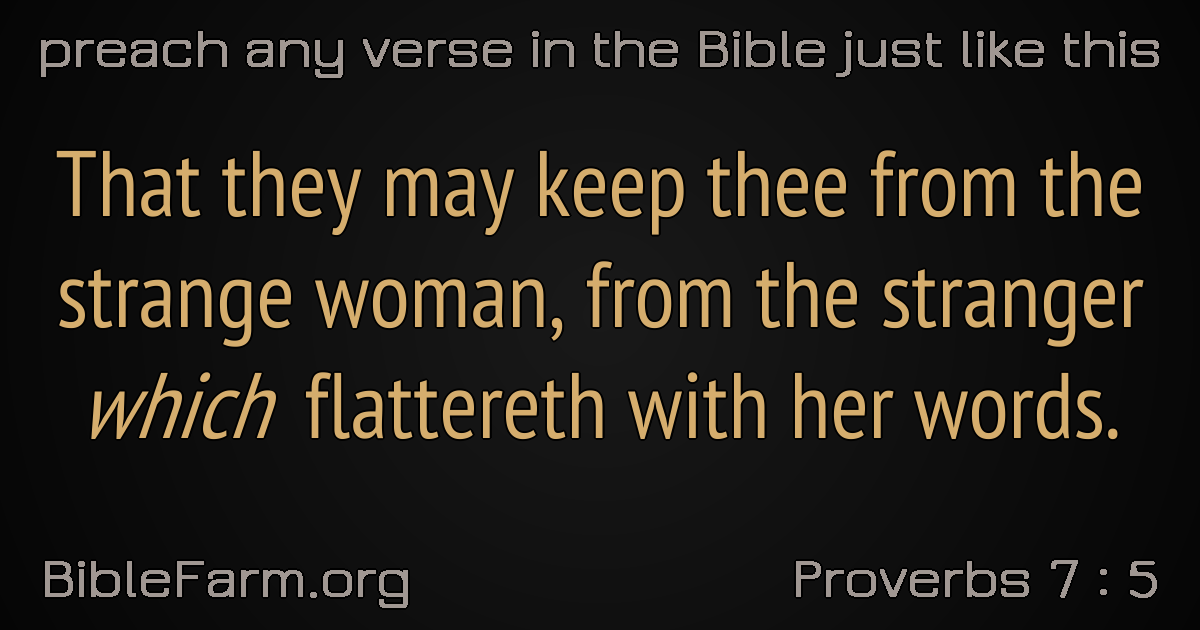 preach any verse in the Bible just like this
That they may keep thee from the
strange woman, from the stranger
which flattereth with her words.
BibleFarm.org
Proverbs 7 : 5